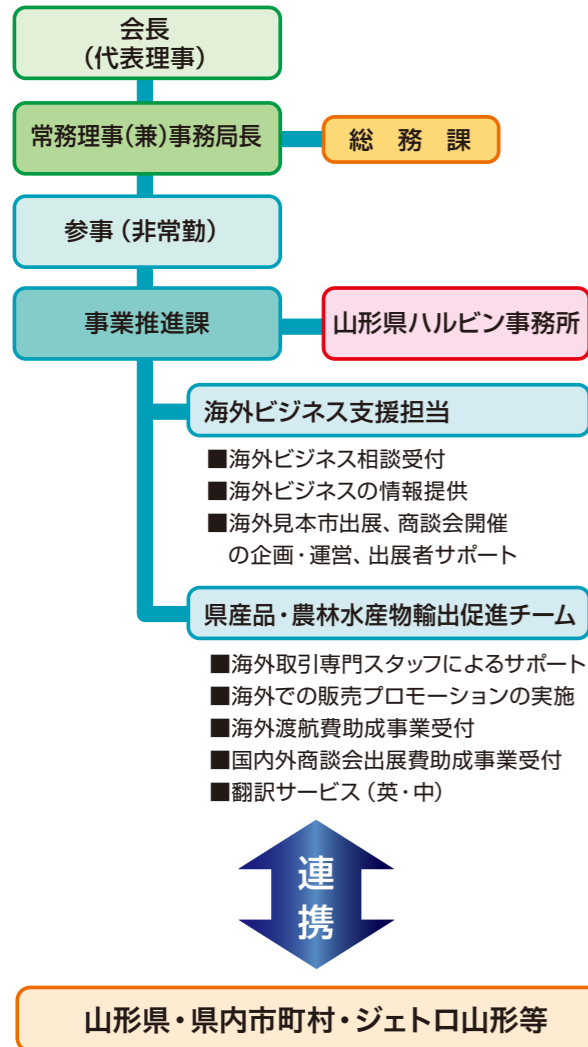 会長
(代表理事)
常務理事(兼)事務局長
総務課
参事(非常勤)
事業推進課
山形県ハルビン事務所
海外ビジネス支援担当
■海外ビジネス相談受付
■海外ビジネスの情報提供
■海外見本市出展、商談会開催
の企画・運営、出展者サポート
県産品・農林水産物輸出促進チーム
■海外取引専門スタッフによるサポート
■海外での販売プロモーションの実施
■海外渡航費助成事業受付
■国内外商談会出展費助成事業受付
■翻訳サービス(英・中)
連
携
山形県・県内市町村・ジェトロ山形等